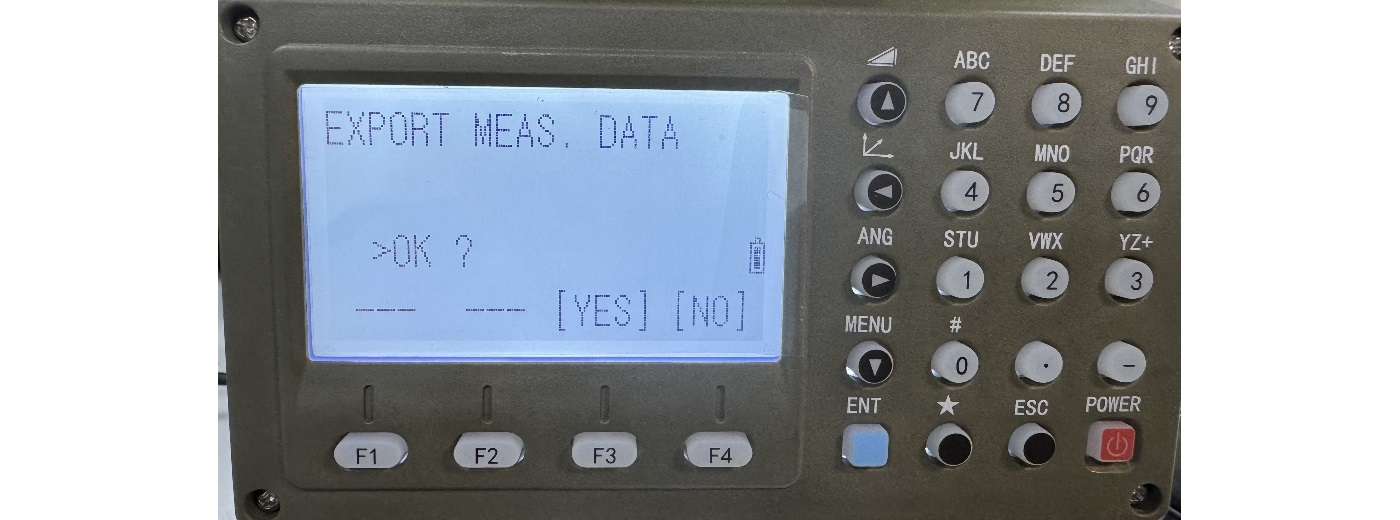 EXPORT MEAS. DATA
>OK ?
--- --- [YES] [NO]
F1 F2 F3 F4
ABC DEF GHI
7 8 9
JKL MNO PQR
4 5 6
ANG STU VWX YZ+
1 2 3
MENU #
0 . -
ENT ★ ESC POWER